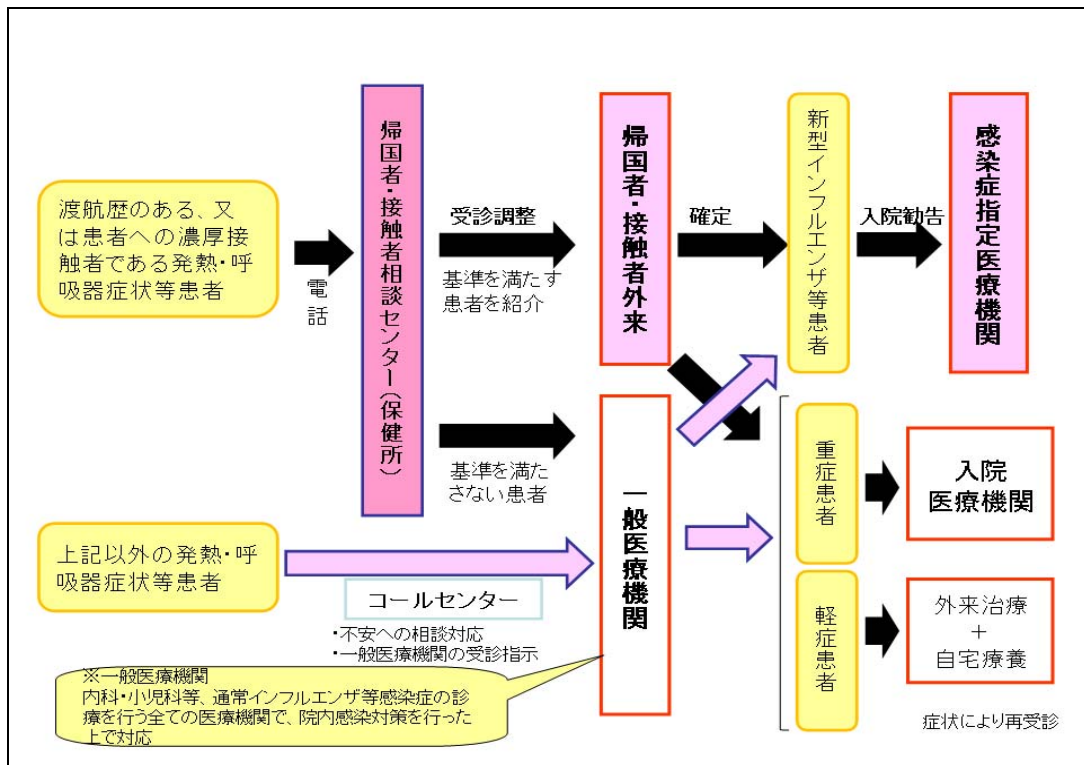 渡航歴のある、又
は患者への濃厚接
触者である発熱・呼
吸器症状等患者
電話
帰国者・接触者相談センター（保健所）
受診調整
基準を満たす
患者を紹介
基準を満た
さない患者
帰国者・接触者外来
確定
新型インフルエンザ等患者
入院勧告
感染症指定医療機関
上記以外の発熱・呼
吸器症状等患者
コールセンター
・不安への相談対応
・一般医療機関の受診指示
一般医療機関
重症患者
入院
医療機関
軽症患者
外来治療
＋
自宅療養
症状により再受診
※一般医療機関
内科・小児科等、通常インフルエンザ等感染症の診
療を行う全ての医療機関で、院内感染対策を行った
上で対応